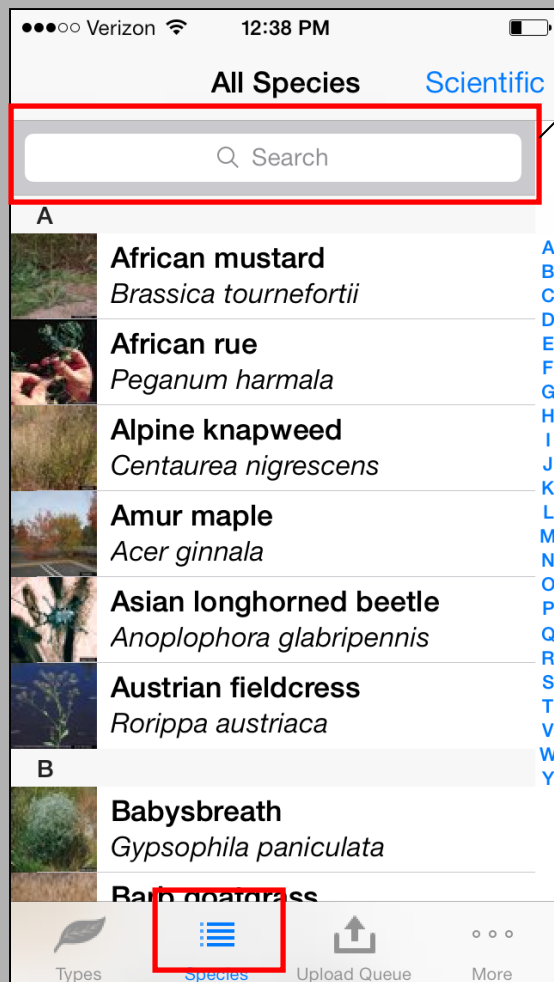 Verizon 12:38 PM
All Species Scientific
Search
A
African mustard
Brassica tournefortii
African rue
Peganum harmala
Alpine knapweed
Centaurea nigrescens
Amur maple
Acer ginnala
Asian longhorned beetle
Anoplophora glabripennis
Austrian fieldcress
Rorippa austriaca
B
Babysbreath
Gypsophila paniculata
Barb goatgrass
A
B
C
D
E
F
G
H
I
J
K
L
M
N
O
P
Q
R
S
T
V
W
Y
Types Species Upload Queue More